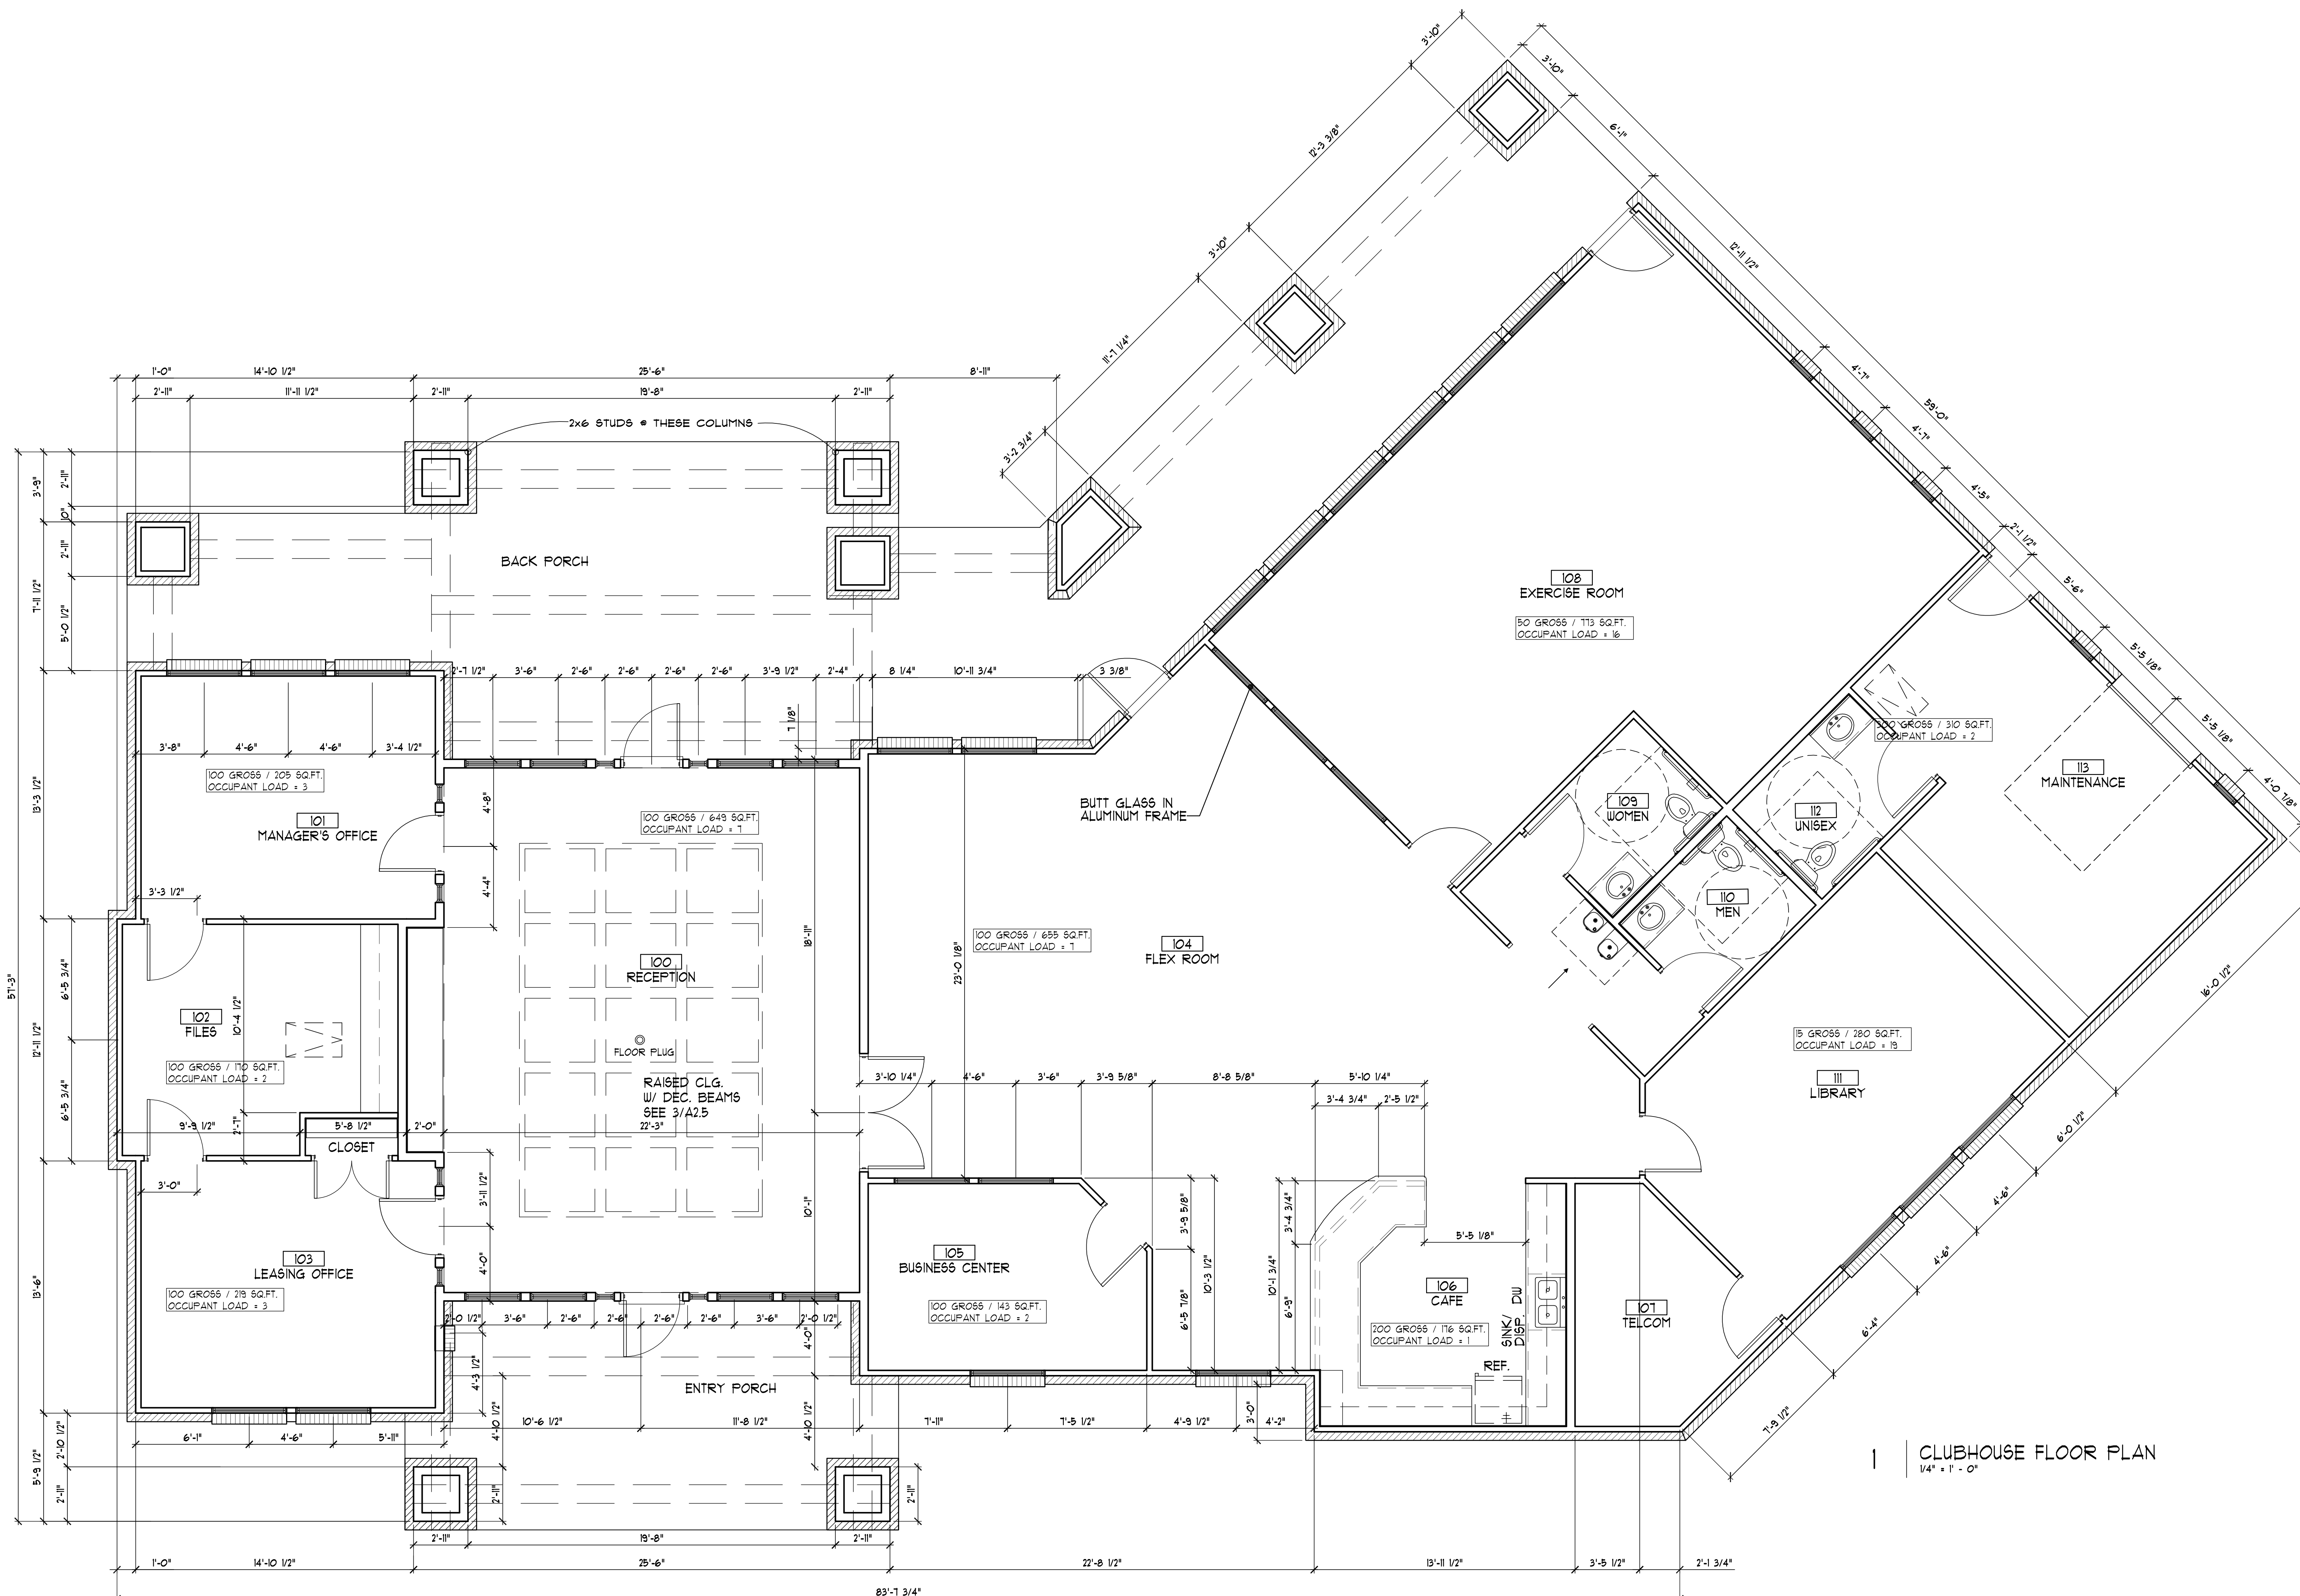 3'-10"
3'-10"
6'-1"
12'-3 3/8"
12'-11 1/2"
3'-10"
11'-7 1/4"
4'-7"
59'-0"
4'-7"
4'-5"
2'-1 1/2"
5'-6"
5'-5 1/8"
5'-5 1/8"
4'-0 7/8"
3'-2 3/4"
1'-0"
14'-10 1/2"
25'-6"
8'-11"
2'-11"
11'-11 1/2"
2'-11"
19'-8"
2'-11"
2x6 STUDS @ THESE COLUMNS
3'-9"
2'-11"
10"
2'-11"
7'-11 1/2"
5'-0 1/2"
BACK PORCH
108
EXERCISE ROOM
50 GROSS / 773 SQ.FT.
OCCUPANT LOAD = 16
2'-7 1/2"
3'-6"
2'-6"
2'-6"
2'-6"
2'-6"
3'-9 1/2"
2'-4"
8 1/4"
10'-11 3/4"
3 3/8"
7 1/8"
3'-8"
4'-6"
4'-6"
3'-4 1/2"
100 GROSS / 205 SQ.FT.
OCCUPANT LOAD = 3
101
MANAGER'S OFFICE
13'-3 1/2"
4'-8"
4'-4"
100 GROSS / 649 SQ.FT.
OCCUPANT LOAD = 7
BUTT GLASS IN
ALUMINUM FRAME
109
WOMEN
112
UNISEX
300 GROSS / 310 SQ.FT.
OCCUPANT LOAD = 2
113
MAINTENANCE
110
MEN
3'-3 1/2"
18'-11"
100 GROSS / 655 SQ.FT.
OCCUPANT LOAD = 7
104
FLEX ROOM
23'-0 1/8"
100
RECEPTION
57'-3"
6'-5 3/4"
12'-11 1/2"
6'-5 3/4"
10'-4 1/2"
102
FILES
100 GROSS / 170 SQ.FT.
OCCUPANT LOAD = 2
FLOOR PLUG
RAISED CLG.
W/ DEC. BEAMS
SEE 3/A2.5
16'-0 1/2"
15 GROSS / 280 SQ.FT.
OCCUPANT LOAD = 19
111
LIBRARY
3'-10 1/4"
4'-6"
3'-6"
3'-9 5/8"
8'-8 5/8"
5'-10 1/4"
3'-4 3/4"
2'-5 1/2"
9'-9 1/2"
2'-7"
5'-8 1/2"
2'-0"
22'-3"
CLOSET
3'-0"
6'-0 1/2"
4'-6"
4'-6"
6'-4"
7'-9 1/2"
3'-11 1/2"
4'-0"
10'-1"
3'-9 5/8"
10'-3 1/2"
6'-5 7/8"
10'-1 3/4"
3'-4 3/4"
6'-9"
5'-5 1/8"
13'-6"
103
LEASING OFFICE
100 GROSS / 219 SQ.FT.
OCCUPANT LOAD = 3
105
BUSINESS CENTER
100 GROSS / 143 SQ.FT.
OCCUPANT LOAD = 2
106
CAFE
200 GROSS / 176 SQ.FT.
OCCUPANT LOAD = 1
SINK/
DISP.
DW
REF.
107
TELCOM
2'-0 1/2"
3'-6"
2'-6"
2'-6"
2'-6"
3'-6"
2'-0 1/2"
4'-0"
4'-3 1/2"
ENTRY PORCH
6'-1"
4'-6"
5'-11"
10'-6 1/2"
11'-8 1/2"
7'-11"
7'-5 1/2"
4'-9 1/2"
4'-2"
3'-0"
4'-10 1/2"
4'-10 1/2"
5'-9 1/2"
2'-10 1/2"
2'-11"
2'-11"
2'-11"
2'-11"
19'-8"
2'-11"
1'-0"
14'-10 1/2"
25'-6"
22'-8 1/2"
13'-11 1/2"
3'-5 1/2"
2'-1 3/4"
83'-7 3/4"
1
CLUBHOUSE FLOOR PLAN
1/4" = 1' - 0"